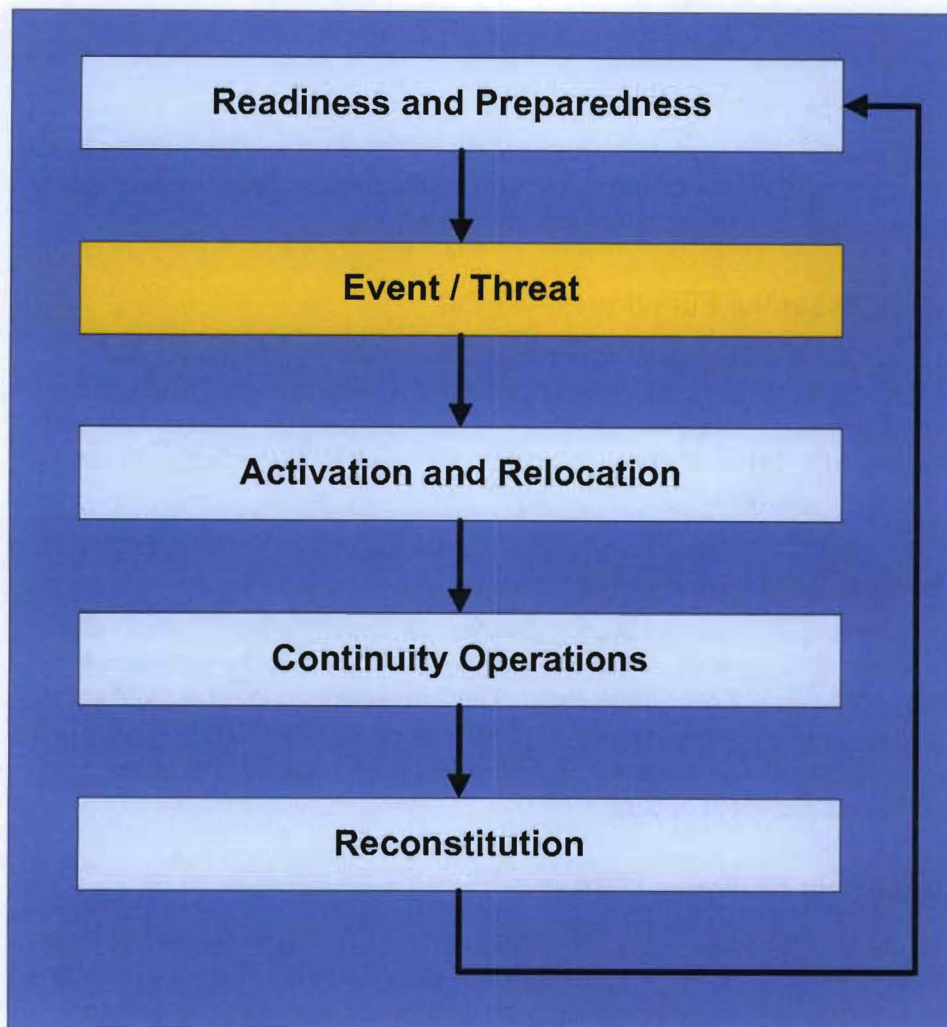 Readiness and Preparedness
Event / Threat
Activation and Relocation
Continuity Operations
Reconstitution